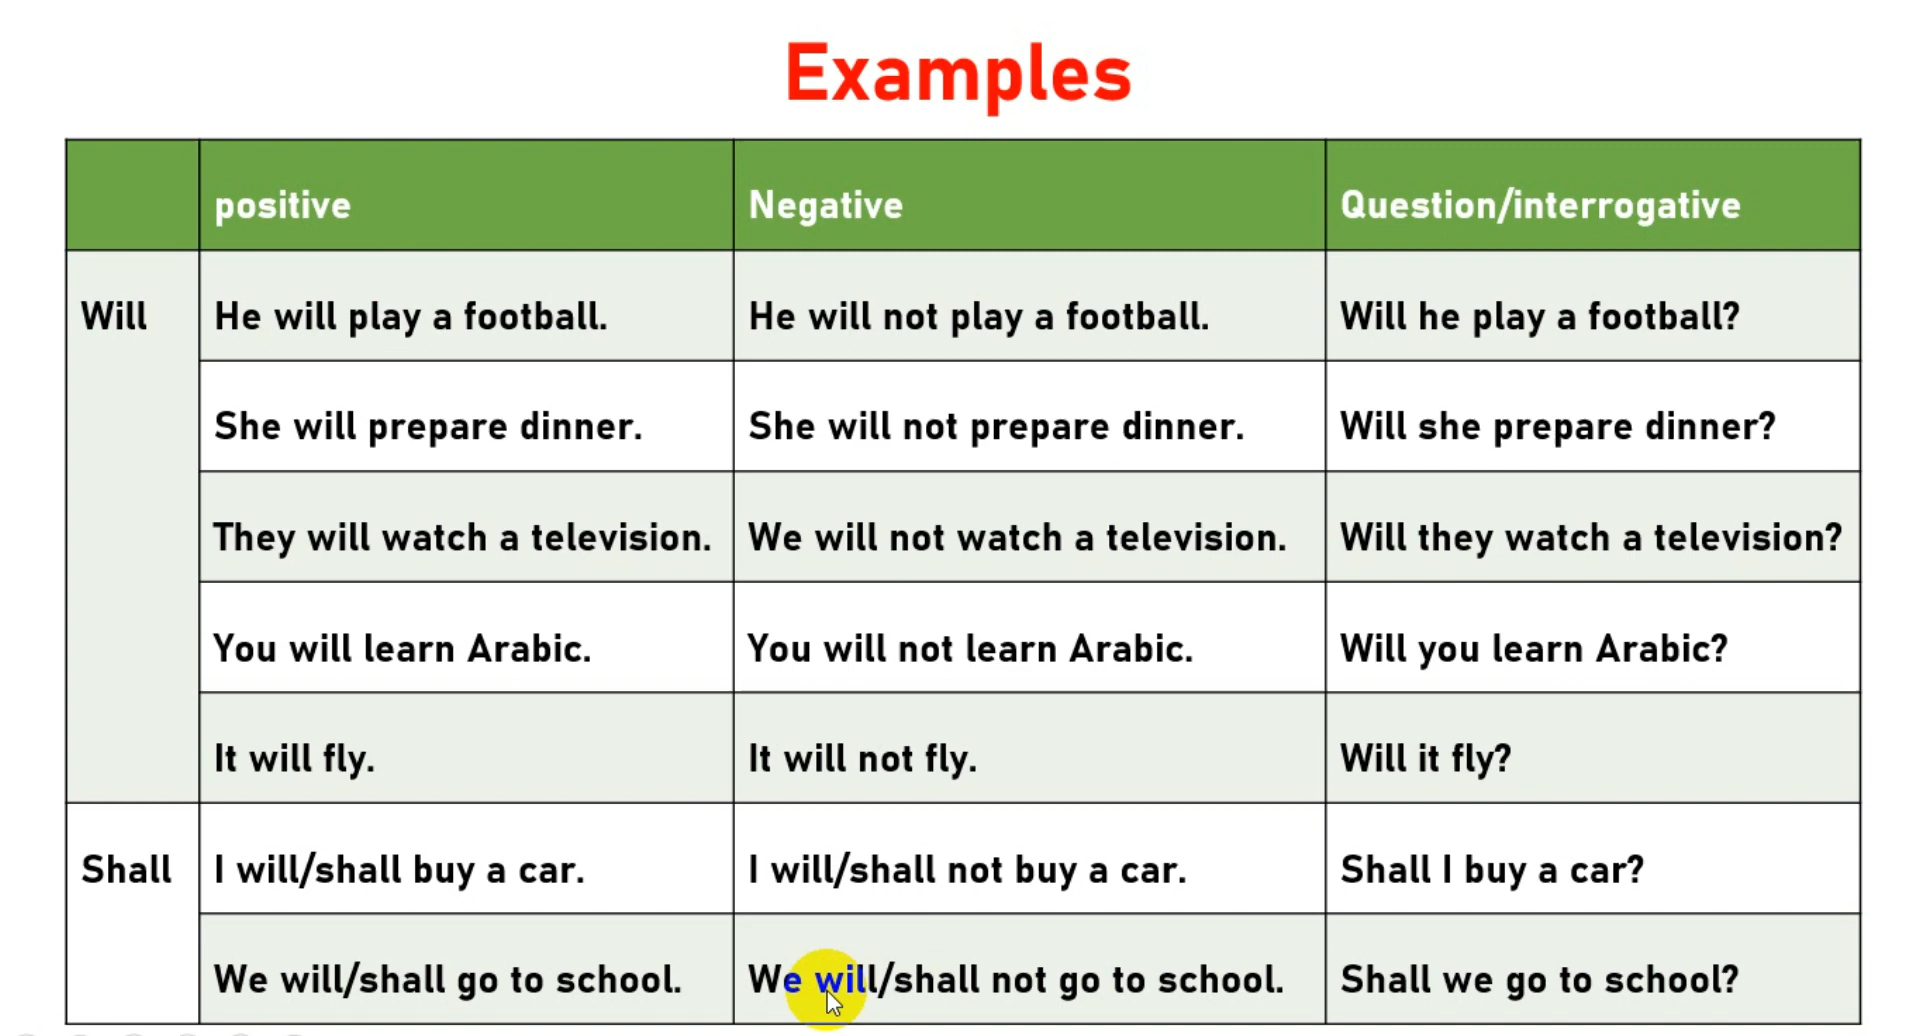 Examples
positive Negative Question/interrogative
Will He will play a football. He will not play a football. Will he play a football?
She will prepare dinner. She will not prepare dinner. Will she prepare dinner?
They will watch a television. We will not watch a television. Will they watch a television?
You will learn Arabic. You will not learn Arabic. Will you learn Arabic?
It will fly. It will not fly. Will it fly?
Shall I will/shall buy a car. I will/shall not buy a car. Shall I buy a car?
We will/shall go to school. We will/shall not go to school. Shall we go to school?